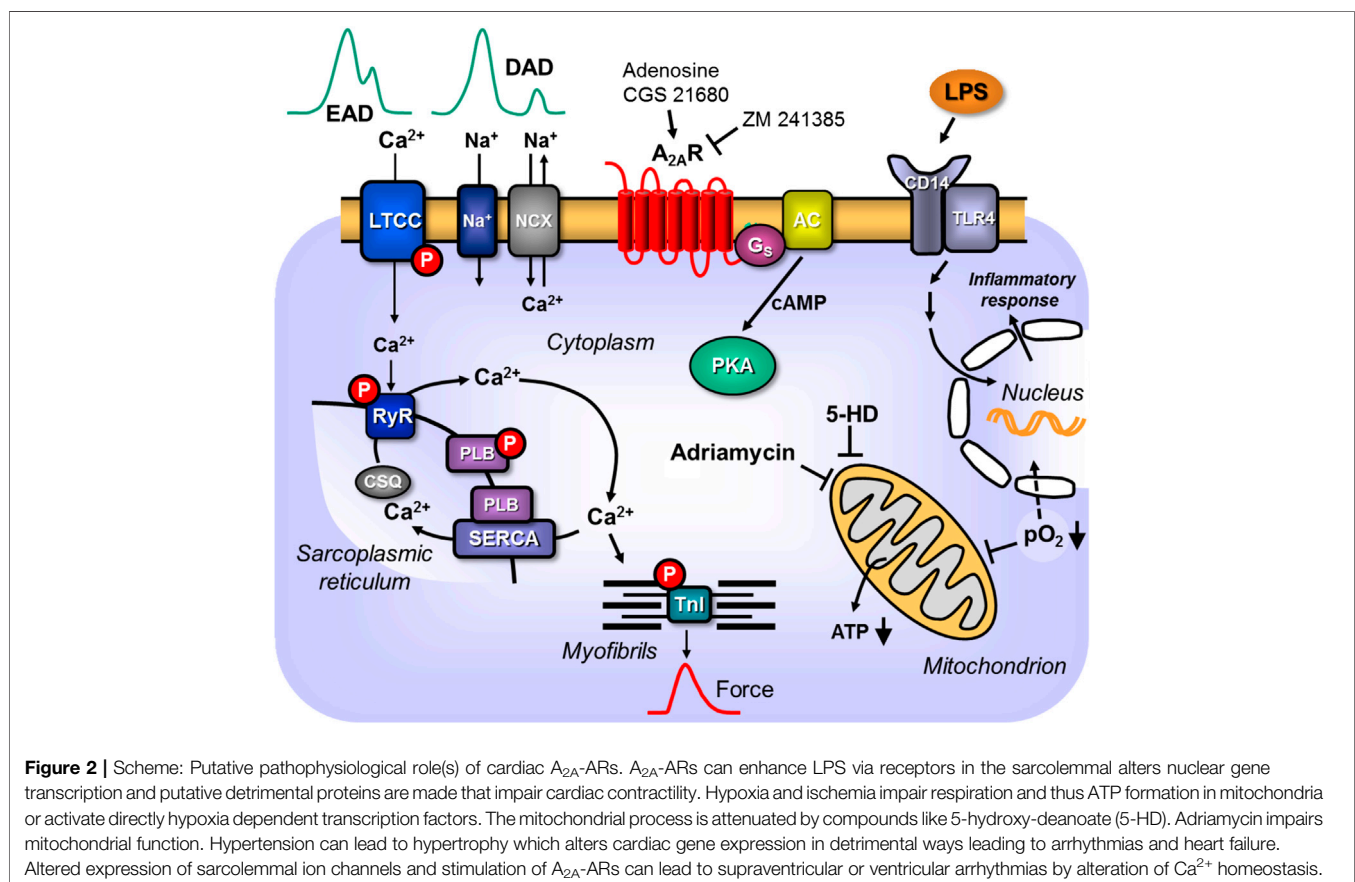 EAD
DAD
Adenosine
CGS 21680
ZM 241385
LPS
Ca²⁺
Na⁺
Na⁺
A₂ₐR
CD14
LTCC
Na⁺
NCX
AC
TLR4
P
Gₛ
Ca²⁺
cAMP
Inflammatory
response
Ca²⁺
Cytoplasm
PKA
P
Ca²⁺
Nucleus
RyR
5-HD
PLB
P
Adriamycin
CSQ
PLB
Ca²⁺
Ca²⁺
SERCA
pO₂
Sarcoplasmic
reticulum
P
TnI
ATP
Myofibrils
Mitochondrion
Force
Figure 2 | Scheme: Putative pathophysiological role(s) of cardiac A₂ₐ-ARs. A₂ₐ-ARs can enhance LPS via receptors in the sarcolemmal alters nuclear gene
transcription and putative detrimental proteins are made that impair cardiac contractility. Hypoxia and ischemia impair respiration and thus ATP formation in mitochondria
or activate directly hypoxia dependent transcription factors. The mitochondrial process is attenuated by compounds like 5-hydroxy-deanoate (5-HD). Adriamycin impairs
mitochondrial function. Hypertension can lead to hypertrophy which alters cardiac gene expression in detrimental ways leading to arrhythmias and heart failure.
Altered expression of sarcolemmal ion channels and stimulation of A₂ₐ-ARs can lead to supraventricular or ventricular arrhythmias by alteration of Ca²⁺ homeostasis.